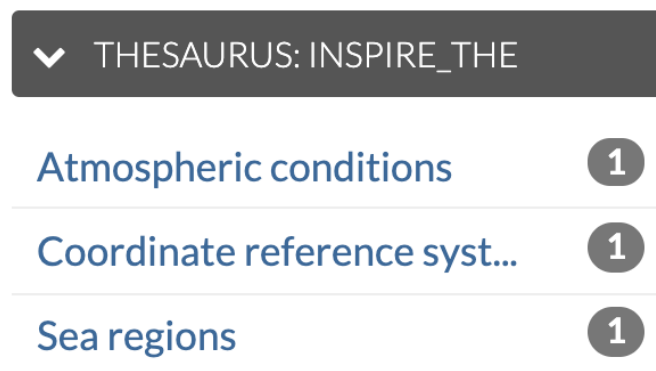 THESAURUS: INSPIRE_THE
Atmospheric conditions 1
Coordinate reference syst... 1
Sea regions 1